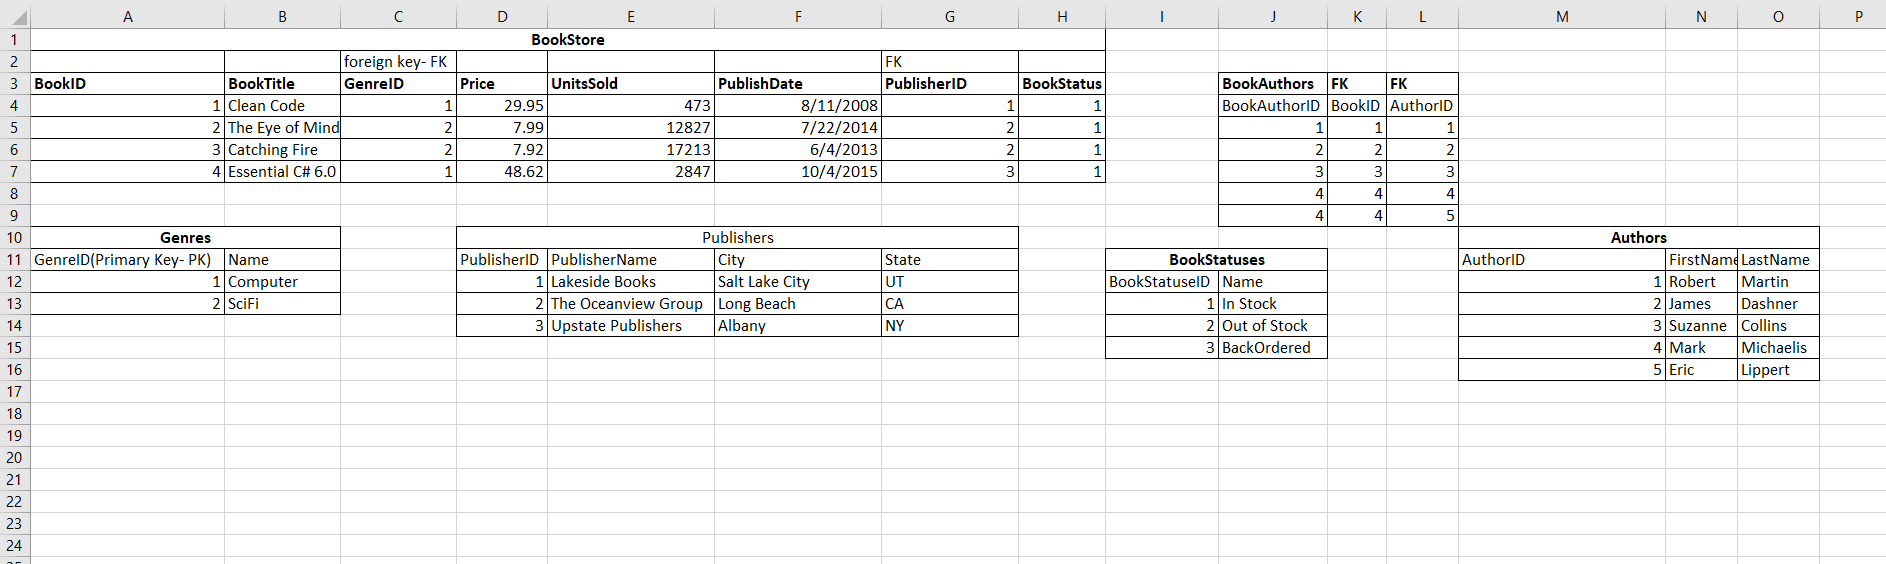 A B C D E F G H I J K L M N O P
1 BookStore
2 foreign key- FK FK
3 BookID BookTitle GenreID Price UnitsSold PublishDate PublisherID BookStatus BookAuthors FK FK
4 1 Clean Code 1 29.95 473 8/11/2008 1 1 BookAuthorID BookID AuthorID
5 2 The Eye of Mind 2 7.99 12827 7/22/2014 2 1 1 1 1
6 3 Catching Fire 2 7.92 17213 6/4/2013 2 1 2 2 2
7 4 Essential C# 6.0 1 48.62 2847 10/4/2015 3 1 3 3 3
8 4 4 4
9 4 4 5
10 Genres Publishers Authors
11 GenreID(Primary Key- PK) Name PublisherID PublisherName City State BookStatuses AuthorID FirstName LastName
12 1 Computer 1 Lakeside Books Salt Lake City UT BookStatuseID Name 1 Robert Martin
13 2 SciFi 2 The Oceanview Group Long Beach CA 1 In Stock 2 James Dashner
14 3 Upstate Publishers Albany NY 2 Out of Stock 3 Suzanne Collins
15 3 BackOrdered 4 Mark Michaelis
16 5 Eric Lippert
17
18
19
20
21
22
23
24